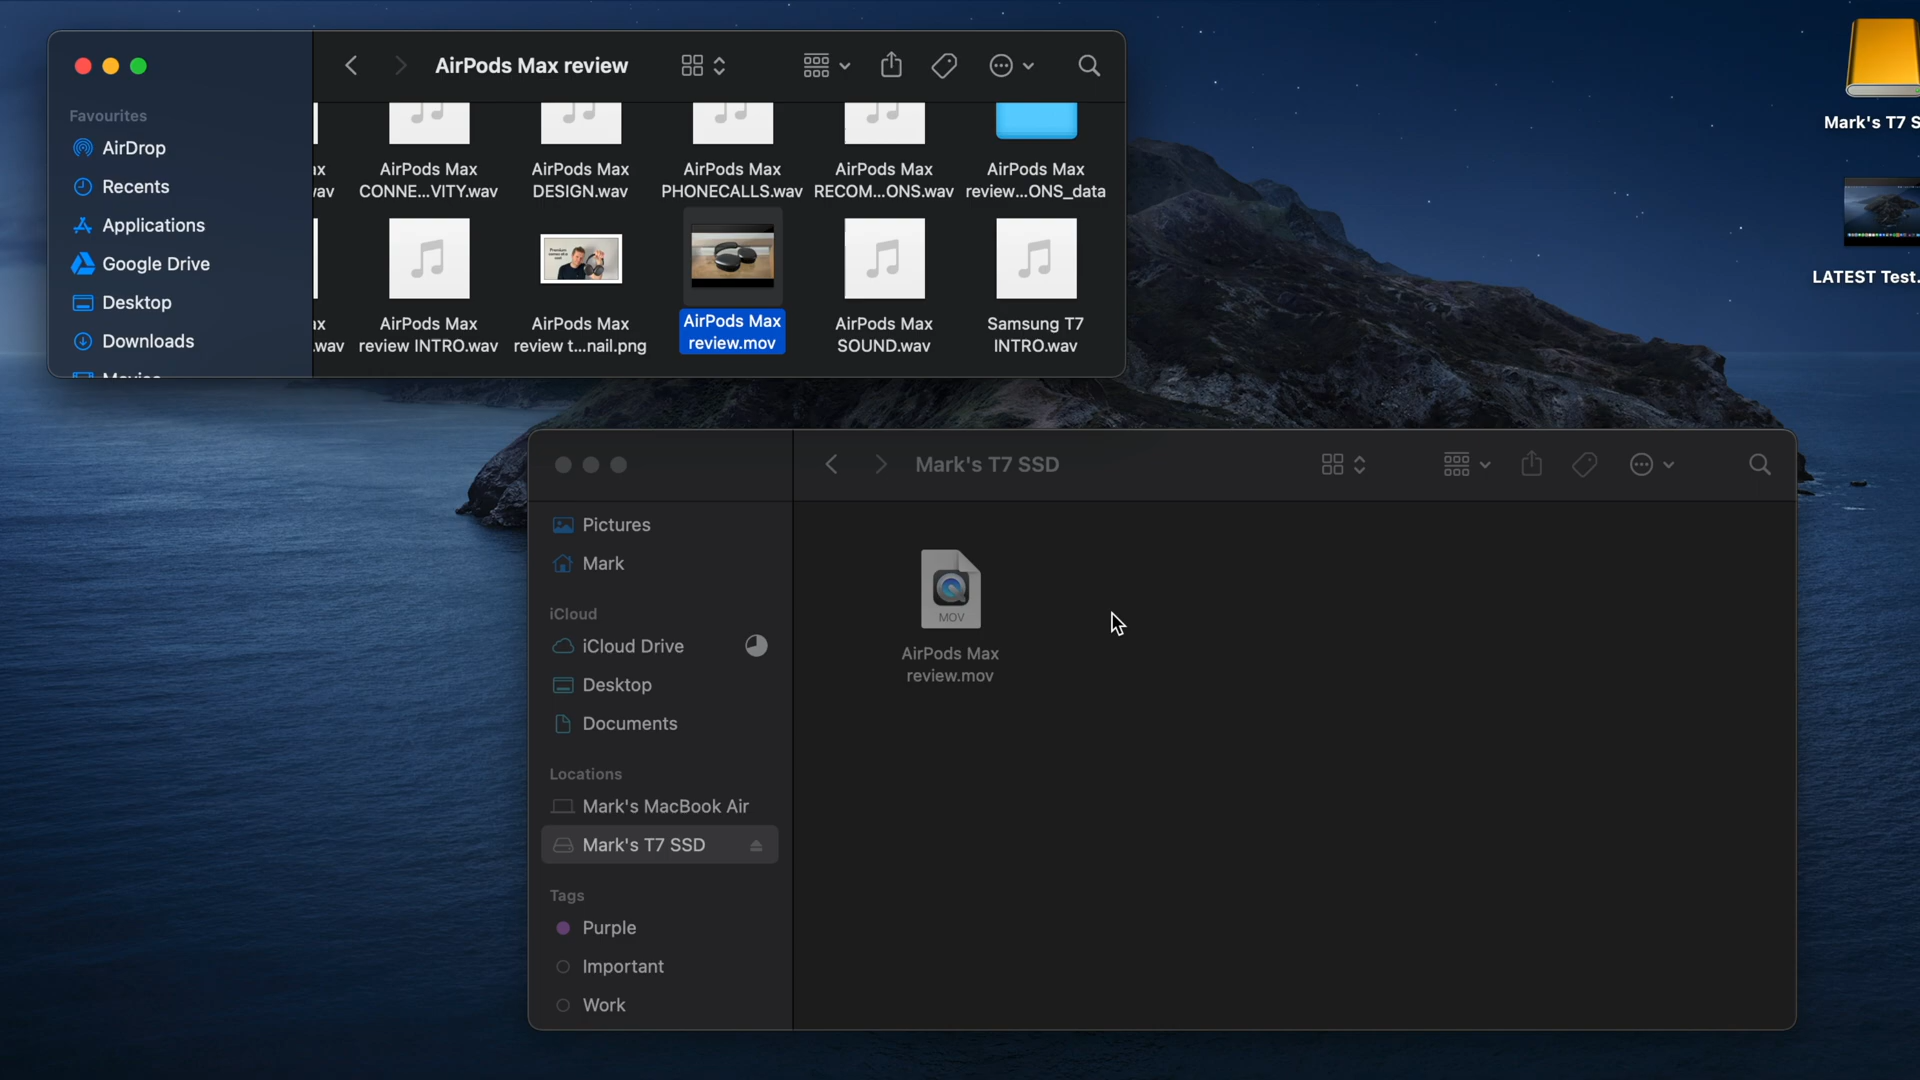 AirPods Max review
Favourites
AirDrop
Recents
Applications
Google Drive
Desktop
Downloads
AirPods Max
CONNE...VITY.wav
AirPods Max
DESIGN.wav
AirPods Max
PHONECALLS.wav
AirPods Max
RECOM...ONS.wav
AirPods Max
review...ONS_data
AirPods Max
review INTRO.wav
AirPods Max
review t...nail.png
AirPods Max
review.mov
AirPods Max
SOUND.wav
Samsung T7
INTRO.wav
Mark's T7 S
LATEST Test.
Mark's T7 SSD
Pictures
Mark
iCloud
iCloud Drive
Desktop
Documents
Locations
Mark's MacBook Air
Mark's T7 SSD
Tags
Purple
Important
Work
MOV
AirPods Max
review.mov